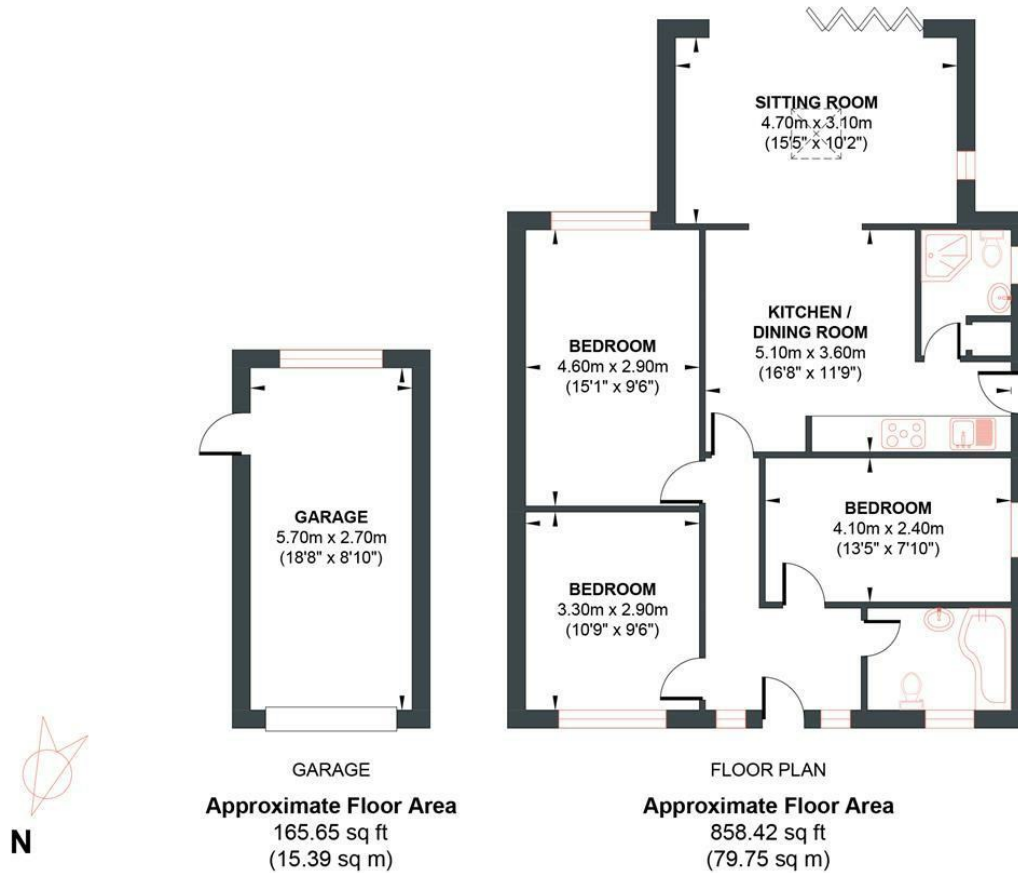 SITTING ROOM
4.70m x 3.10m
(15'5" x 10'2")
KITCHEN /
DINING ROOM
5.10m x 3.60m
(16'8" x 11'9")
BEDROOM
4.60m x 2.90m
(15'1" x 9'6")
GARAGE
5.70m x 2.70m
(18'8" x 8'10")
BEDROOM
4.10m x 2.40m
(13'5" x 7'10")
BEDROOM
3.30m x 2.90m
(10'9" x 9'6")
N
GARAGE
Approximate Floor Area
165.65 sq ft
(15.39 sq m)
FLOOR PLAN
Approximate Floor Area
858.42 sq ft
(79.75 sq m)